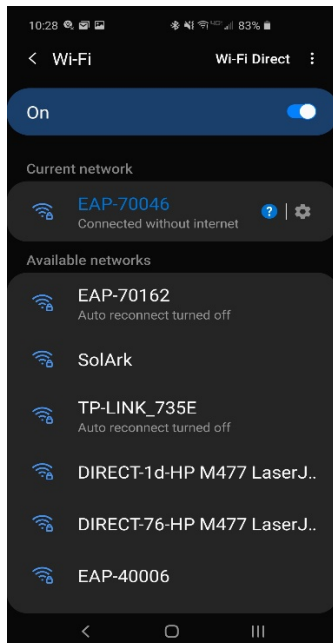 10:28 83%
Wi-Fi Wi-Fi Direct
On
Current network
EAP-70046
Connected without internet
?
Available networks
EAP-70162
Auto reconnect turned off
SolArk
TP-LINK_735E
Auto reconnect turned off
DIRECT-1d-HP M477 LaserJ..
DIRECT-76-HP M477 LaserJ..
EAP-40006